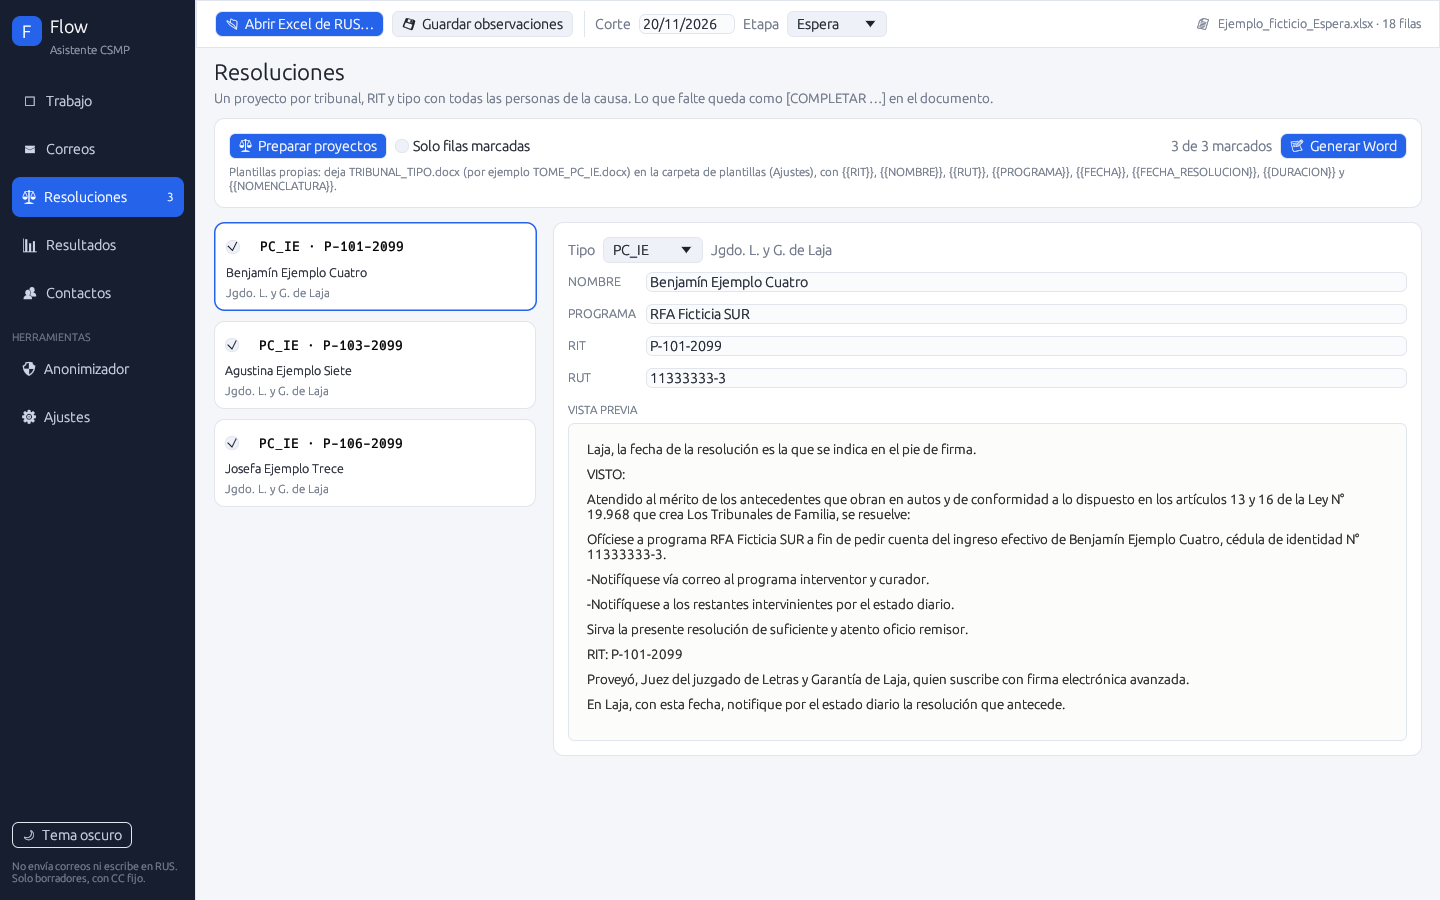 F Flow
Asistente CSMP
Trabajo
Correos
Resoluciones 3
Resultados
Contactos
HERRAMIENTAS
Anonimizador
Ajustes
Tema oscuro
No envía correos ni escribe en RUS.
Solo borradores, con CC fijo.
Abrir Excel de RUS… Guardar observaciones Corte 20/11/2026 Etapa Espera Ejemplo_ficticio_Espera.xlsx · 18 filas
Resoluciones
Un proyecto por tribunal, RIT y tipo con todas las personas de la causa. Lo que falte queda como [COMPLETAR …] en el documento.
Preparar proyectos Solo filas marcadas 3 de 3 marcados Generar Word
Plantillas propias: deja TRIBUNAL_TIPO.docx (por ejemplo TOME_PC_IE.docx) en la carpeta de plantillas (Ajustes), con {{RIT}}, {{NOMBRE}}, {{RUT}}, {{PROGRAMA}}, {{FECHA}}, {{FECHA_RESOLUCION}}, {{DURACION}} y
{{NOMENCLATURA}}.
PC_IE · P-101-2099
Benjamín Ejemplo Cuatro
Jgdo. L. y G. de Laja
PC_IE · P-103-2099
Agustina Ejemplo Siete
Jgdo. L. y G. de Laja
PC_IE · P-106-2099
Josefa Ejemplo Trece
Jgdo. L. y G. de Laja
Tipo PC_IE Jgdo. L. y G. de Laja
NOMBRE Benjamín Ejemplo Cuatro
PROGRAMA RFA Ficticia SUR
RIT P-101-2099
RUT 11333333-3
VISTA PREVIA
Laja, la fecha de la resolución es la que se indica en el pie de firma.
VISTO:
Atendido al mérito de los antecedentes que obran en autos y de conformidad a lo dispuesto en los artículos 13 y 16 de la Ley N°
19.968 que crea Los Tribunales de Familia, se resuelve:
Ofíciese a programa RFA Ficticia SUR a fin de pedir cuenta del ingreso efectivo de Benjamín Ejemplo Cuatro, cédula de identidad N°
11333333-3.
-Notifíquese vía correo al programa interventor y curador.
-Notifíquese a los restantes intervinientes por el estado diario.
Sirva la presente resolución de suficiente y atento oficio remisor.
RIT: P-101-2099
Proveyó, Juez del juzgado de Letras y Garantía de Laja, quien suscribe con firma electrónica avanzada.
En Laja, con esta fecha, notifique por el estado diario la resolución que antecede.